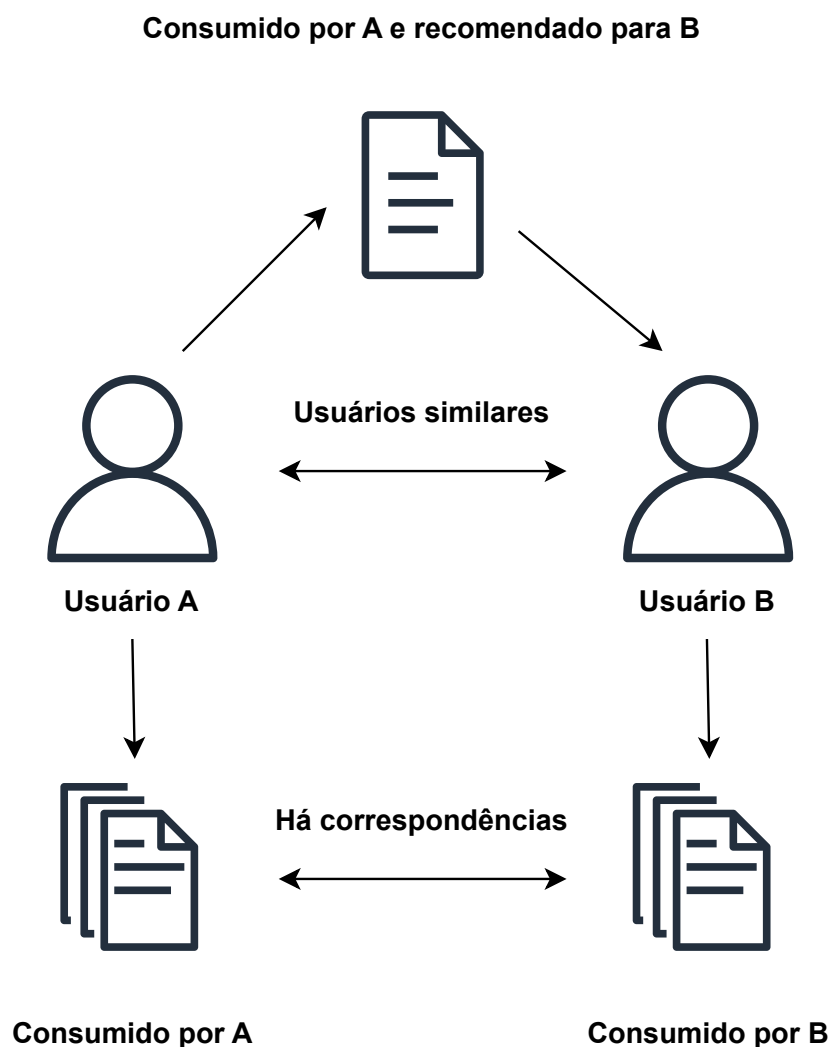 Consumido por A e recomendado para B
Usuários similares
Usuário A
Usuário B
Há correspondências
Consumido por A
Consumido por B